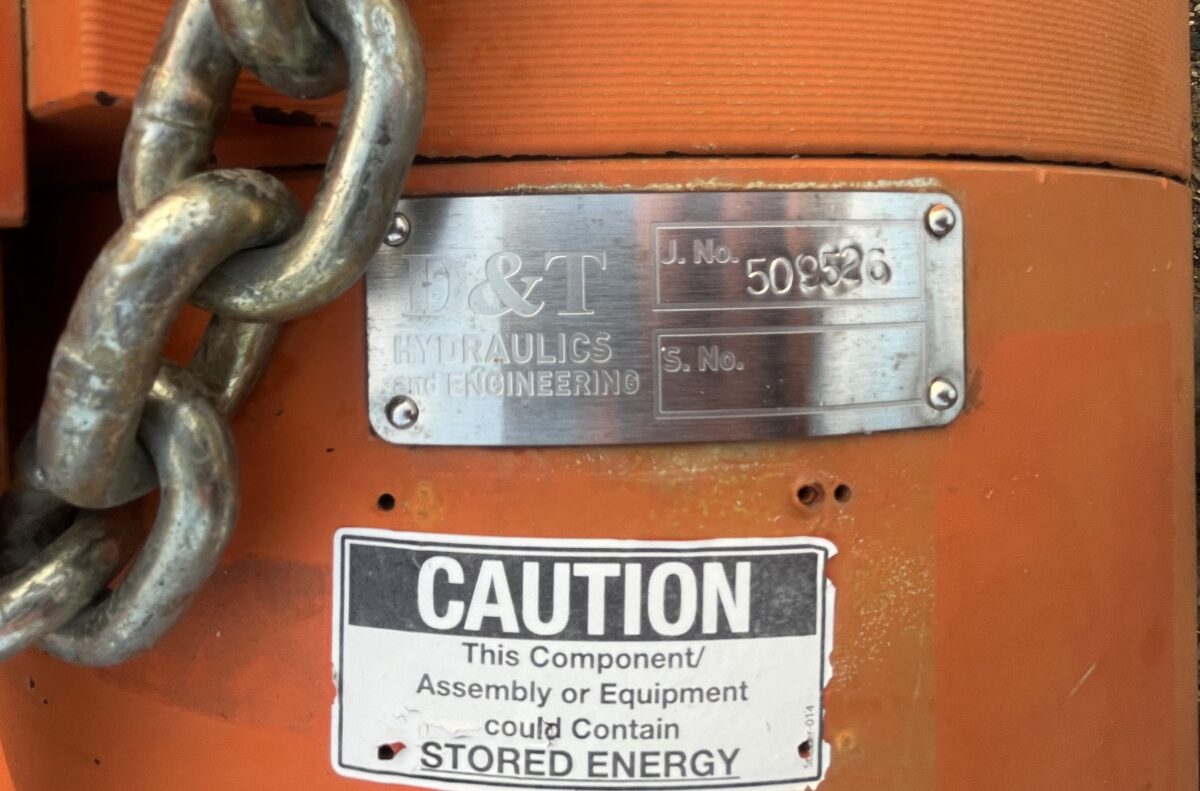 E&T
HYDRAULICS
and ENGINEERING
J. No. 509526
S. No.
CAUTION
This Component/
Assembly or Equipment
could Contain
STORED ENERGY